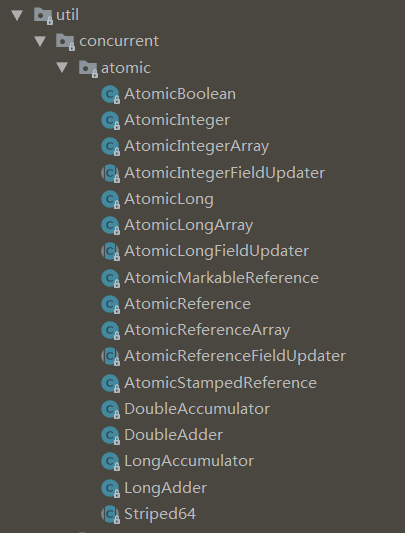 util
concurrent
atomic
AtomicBoolean
AtomicInteger
AtomicIntegerArray
AtomicIntegerFieldUpdater
AtomicLong
AtomicLongArray
AtomicLongFieldUpdater
AtomicMarkableReference
AtomicReference
AtomicReferenceArray
AtomicReferenceFieldUpdater
AtomicStampedReference
DoubleAccumulator
DoubleAdder
LongAccumulator
LongAdder
Striped64